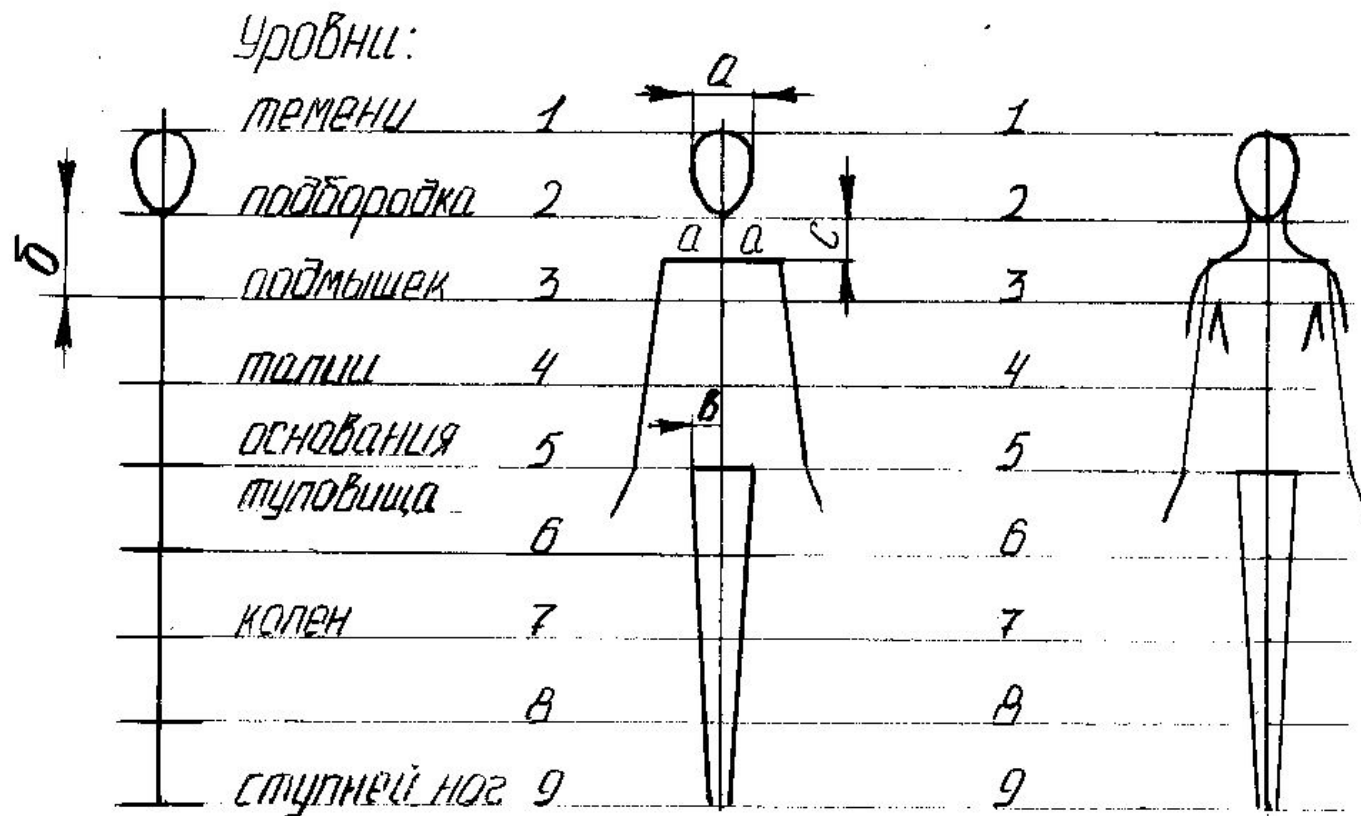 Уровни:
а
темени 1 1
подбородка 2 2
б
а а с
подмышек 3 3
талии 4 4
в
основания 5 5
туловища
6 6
колен 7 7
8 8
ступней ног 9 9